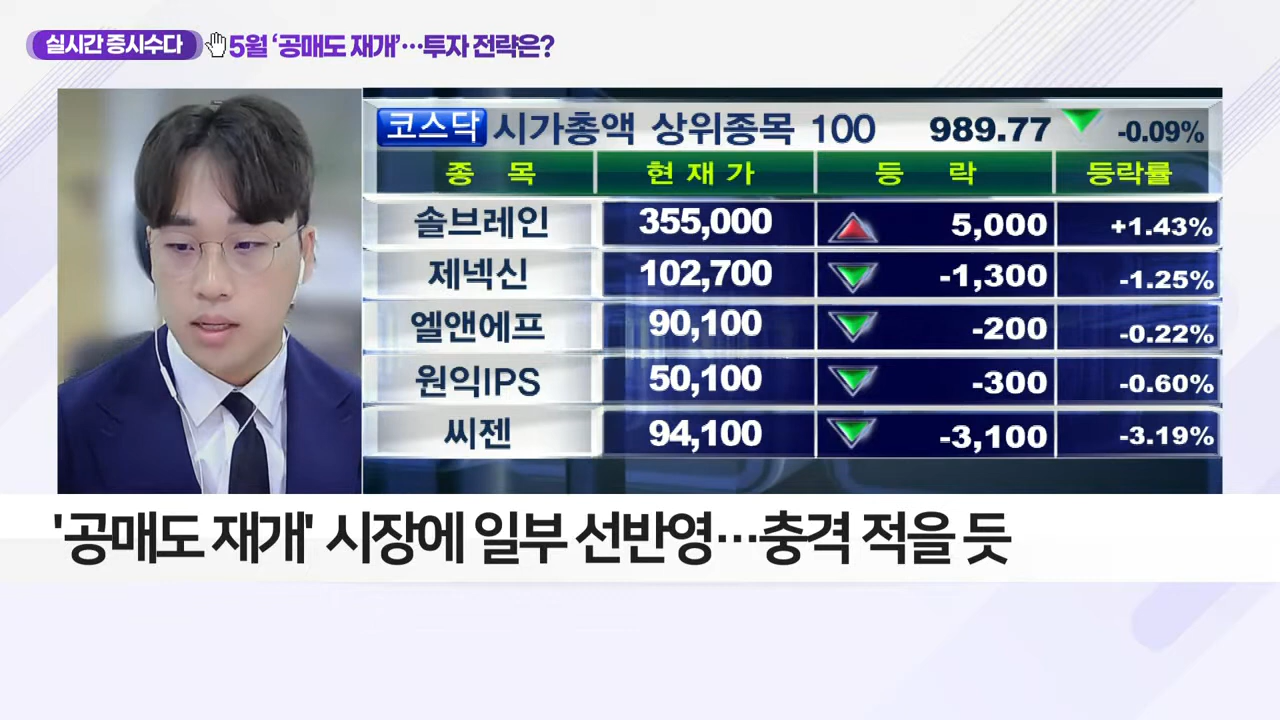 실시간 증시수다 5월 ‘공매도 재개’…투자 전략은?
코스닥 시가총액 상위종목 100 989.77 -0.09%
종 목 현 재 가 등 락 등락률
솔브레인 355,000 5,000 +1.43%
제넥신 102,700 -1,300 -1.25%
엘앤에프 90,100 -200 -0.22%
원익IPS 50,100 -300 -0.60%
씨젠 94,100 -3,100 -3.19%
'공매도 재개' 시장에 일부 선반영…충격 적을 듯